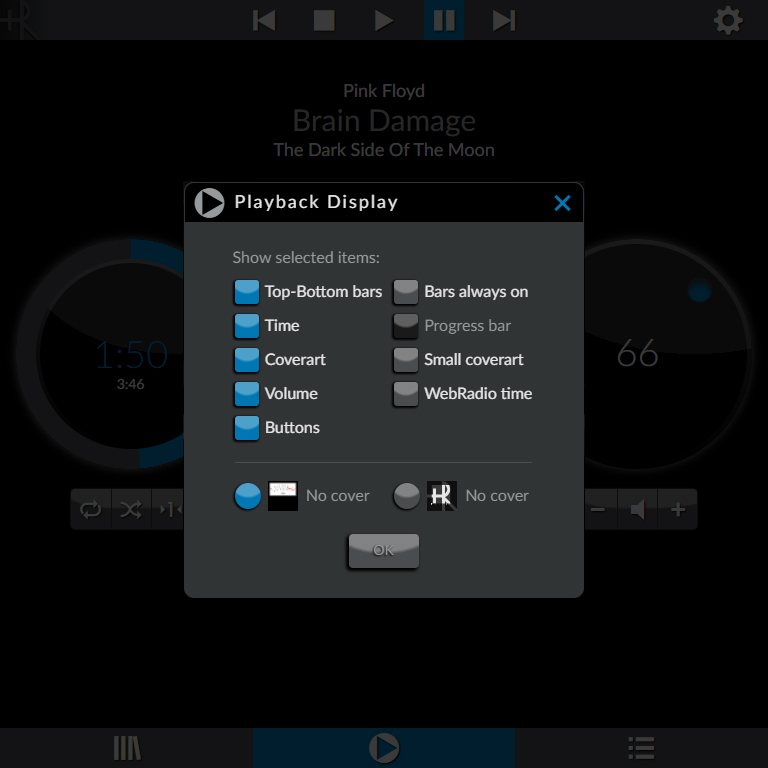 Pink Floyd
Brain Damage
The Dark Side Of The Moon
Playback Display
Show selected items:
Top-Bottom bars Bars always on
Time Progress bar
Coverart Small coverart
Volume WebRadio time
Buttons
1:50
3:46
66
No cover No cover
1
OK